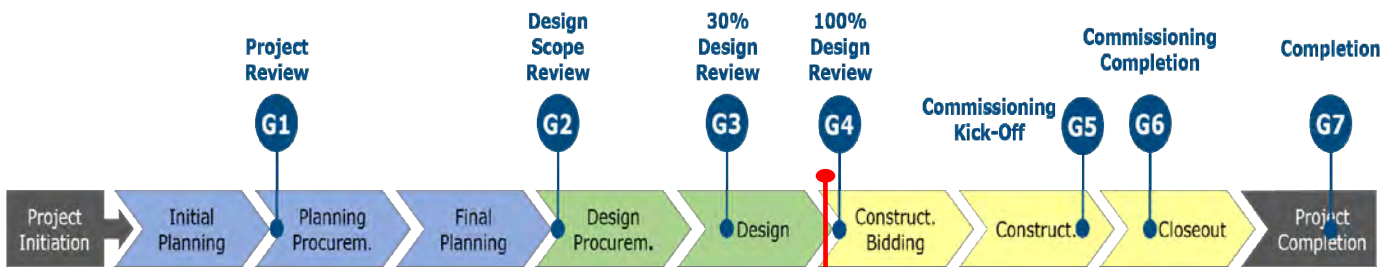 Project
Review
Design
Scope
Review
30%
Design
Review
100%
Design
Review
Commissioning
Kick-Off
Commissioning
Completion
Completion
G1
G2
G3
G4
G5
G6
G7
Project
Initiation
Initial
Planning
Planning
Procurem.
Final
Planning
Design
Procurem.
Design
Construct.
Bidding
Construct.
Closeout
Project
Completion